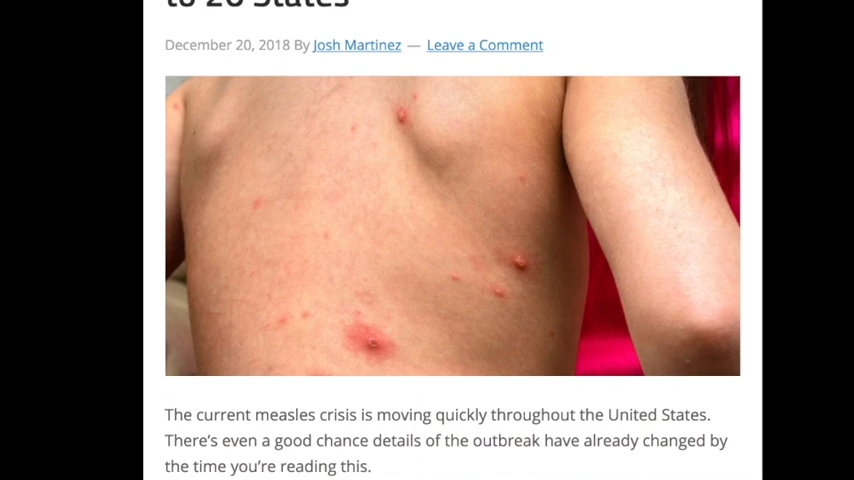 to 26 States
December 20, 2018 By Josh Martinez — Leave a Comment
The current measles crisis is moving quickly throughout the United States.
There's even a good chance details of the outbreak have already changed by
the time you're reading this.